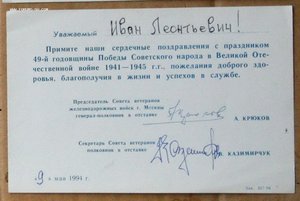 Уважаемый Иван Леонтьевич!
Примите наши сердечные поздравления с праздником
49-й годовщины Победы Советского народа в Великой Оте-
чественной войне 1941—1945 г.г., пожелания доброго здо-
ровья, благополучия в жизни и успехов в службе.
Председатель Совета ветеранов
железнодорожных войск г. Москвы
генерал-полковник в отставке
А. КРЮКОВ
Секретарь Совета ветеранов
полковник в отставке
В. КАЗИМИРЧУК
9 мая 1994 г.